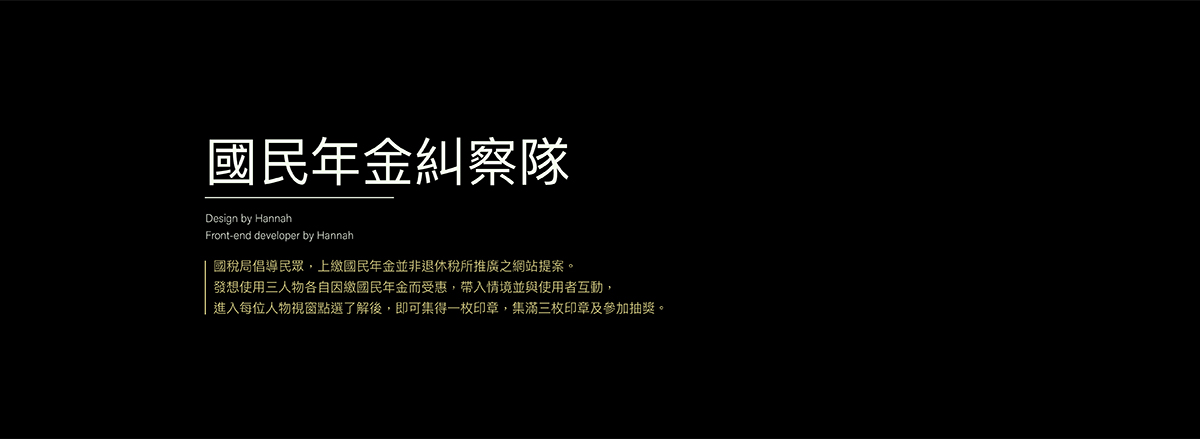 國民年金糾察隊
Design by Hannah
Front-end developer by Hannah
國稅局倡導民眾，上繳國民年金並非退休稅所推廣之網站提案。
發想使用三人物各自因繳國民年金而受惠，帶入情境並與使用者互動，
進入每位人物視窗點選了解後，即可集得一枚印章，集滿三枚印章及參加抽獎。